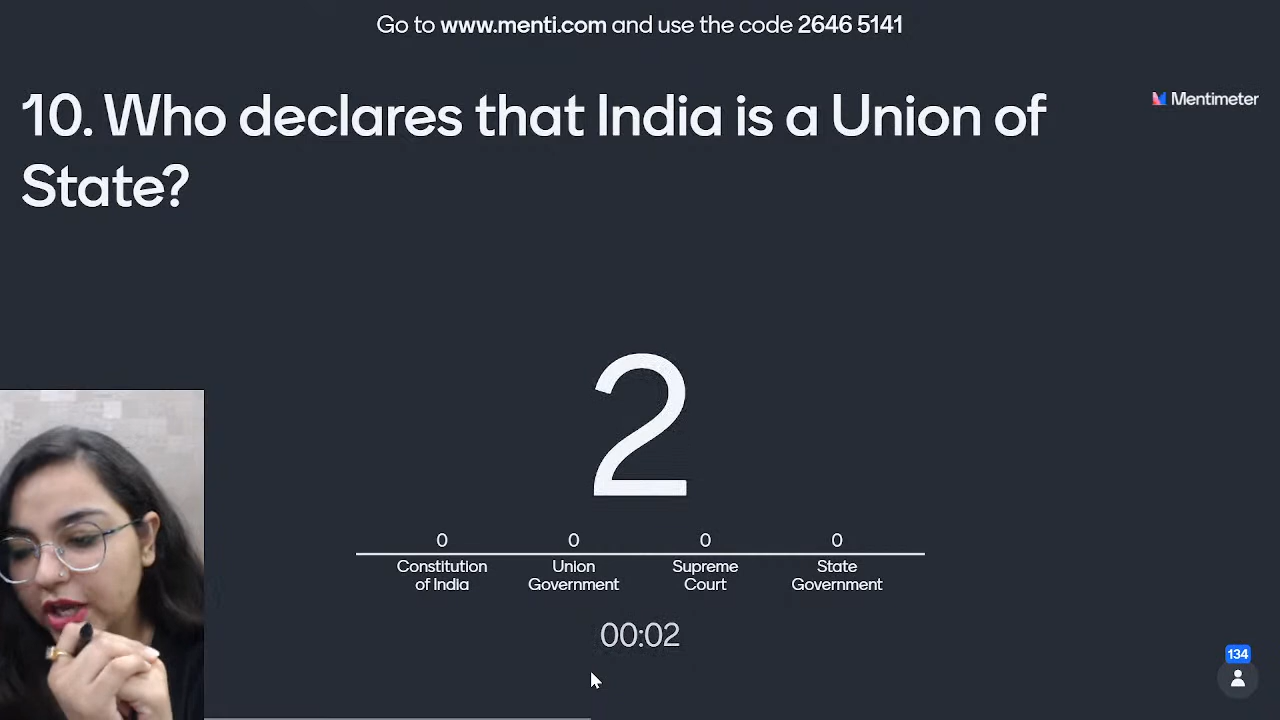 Go to www.menti.com and use the code 2646 5141
10. Who declares that India is a Union of
State?
Mentimeter
2
0 0 0 0
Constitution of India
Union Government
Supreme Court
State Government
00:02
134